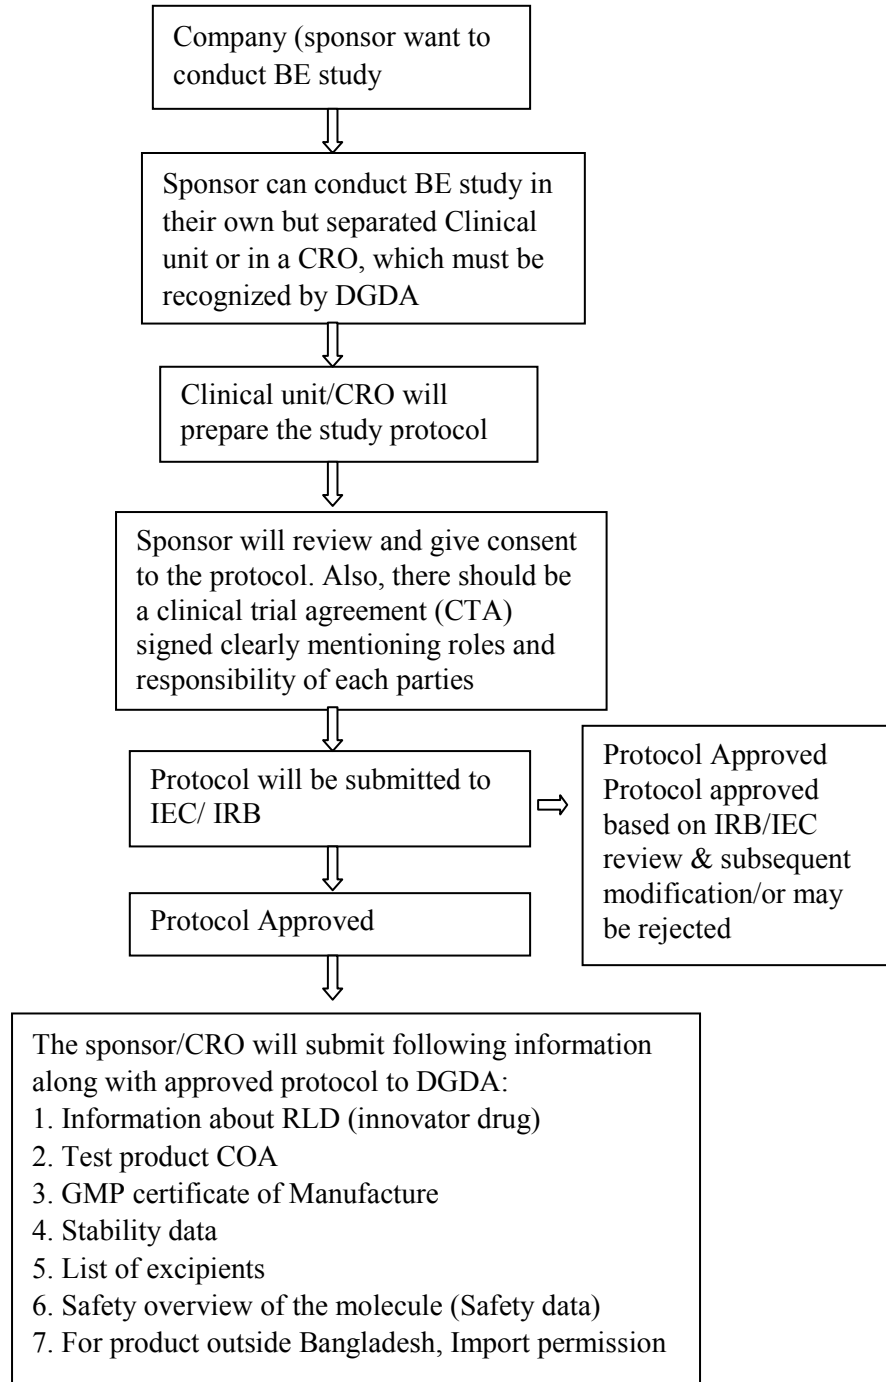 Company (sponsor want to
conduct BE study
Sponsor can conduct BE study in
their own but separated Clinical
unit or in a CRO, which must be
recognized by DGDA
Clinical unit/CRO will
prepare the study protocol
Sponsor will review and give consent
to the protocol. Also, there should be
a clinical trial agreement (CTA)
signed clearly mentioning roles and
responsibility of each parties
Protocol will be submitted to
IEC/ IRB
Protocol Approved
Protocol approved
based on IRB/IEC
review & subsequent
modification/or may
be rejected
Protocol Approved
The sponsor/CRO will submit following information
along with approved protocol to DGDA:
1. Information about RLD (innovator drug)
2. Test product COA
3. GMP certificate of Manufacture
4. Stability data
5. List of excipients
6. Safety overview of the molecule (Safety data)
7. For product outside Bangladesh, Import permission